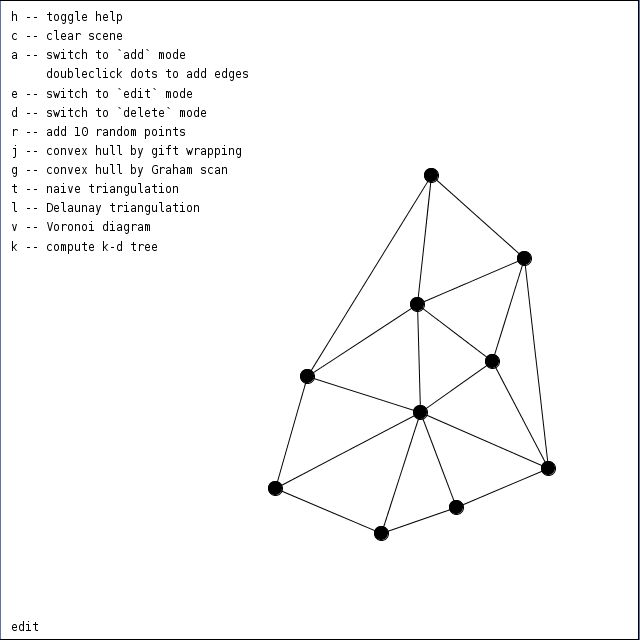 h -- toggle help
c -- clear scene
a -- switch to `add` mode
doubleclick dots to add edges
e -- switch to `edit` mode
d -- switch to `delete` mode
r -- add 10 random points
j -- convex hull by gift wrapping
g -- convex hull by Graham scan
t -- naive triangulation
l -- Delaunay triangulation
v -- Voronoi diagram
k -- compute k-d tree
edit